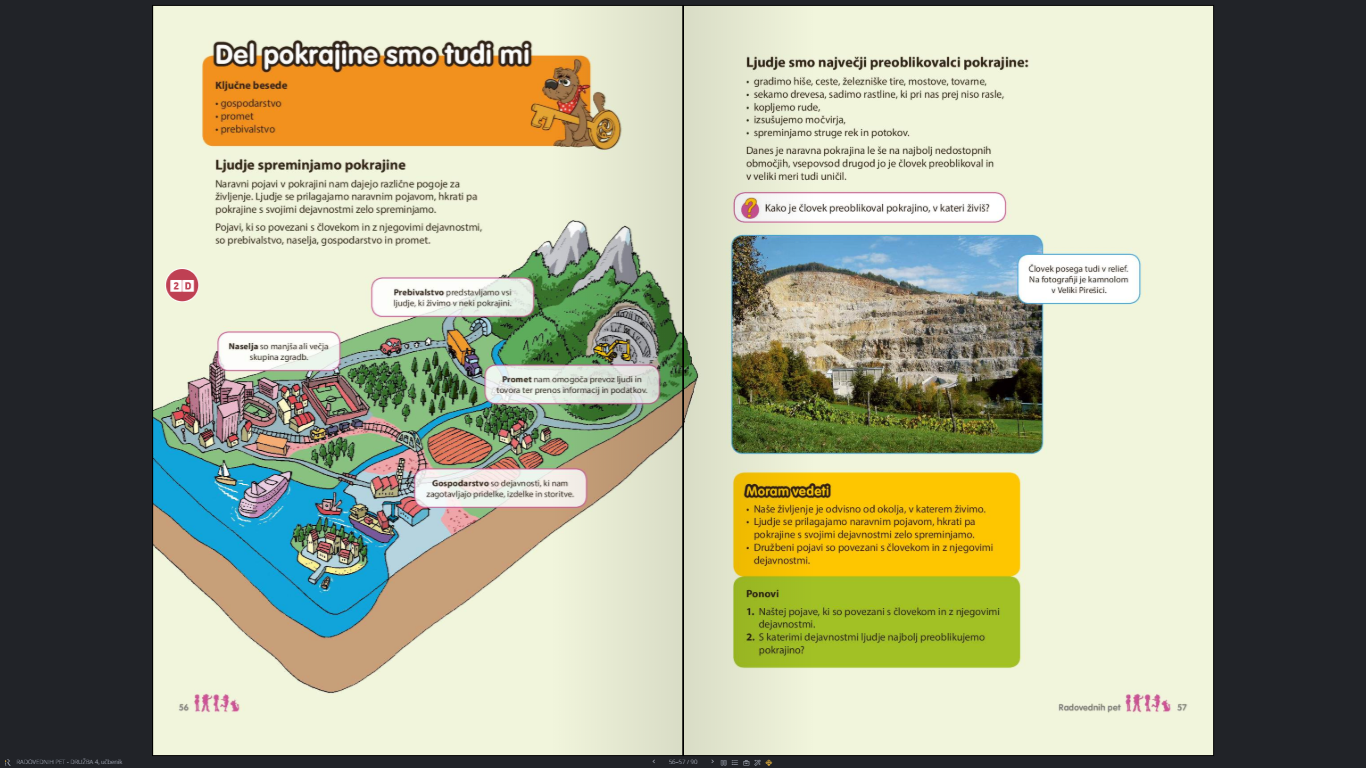 Del pokrajine smo tudi mi
Ključne besede
• gospodarstvo
• promet
• prebivalstvo
Ljudje spreminjamo pokrajine
Naravni pojavi v pokrajini nam dajejo različne pogoje za
življenje. Ljudje se prilagajamo naravnim pojavom, hkrati pa
pokrajine s svojimi dejavnostmi zelo spreminjamo.
Pojavi, ki so povezani s človekom in z njegovimi dejavnostmi,
so prebivalstvo, naselja, gospodarstvo in promet.
2D
Prebivalstvo predstavljamo vsi
ljudje, ki živimo v neki pokrajini.
Naselja so manjša ali večja
skupina zgradb.
Promet nam omogoča prevoz ljudi in
tovora ter prenos informacij in podatkov.
Gospodarstvo so dejavnosti, ki nam
zagotavljajo pridelke, izdelke in storitve.
56
Ljudje smo največji preoblikovalci pokrajine:
• gradimo hiše, ceste, železniške tire, mostove, tovarne,
• sekamo drevesa, sadimo rastline, ki pri nas prej niso rasle,
• kopljemo rude,
• izsušujemo močvirja,
• spreminjamo struge rek in potokov.
Danes je naravna pokrajina le še na najbolj nedostopnih
območjih, vsepovsod drugod jo je človek preoblikoval in
v veliki meri tudi uničil.
? Kako je človek preoblikoval pokrajino, v kateri živiš?
Človek posega tudi v relief.
Na fotografiji je kamnolom
v Veliki Pirešici.
Moram vedeti
• Naše življenje je odvisno od okolja, v katerem živimo.
• Ljudje se prilagajamo naravnim pojavom, hkrati pa
pokrajine s svojimi dejavnostmi zelo spreminjamo.
• Družbeni pojavi so povezani s človekom in z njegovimi
dejavnostmi.
Ponovi
1. Naštej pojave, ki so povezani s človekom in z njegovimi
dejavnostmi.
2. S katerimi dejavnostmi ljudje najbolj preoblikujemo
pokrajino?
Radovednih pet 57
RADOVEDNIH PET - DRUŽBA 4, učbenik
56-57 / 90